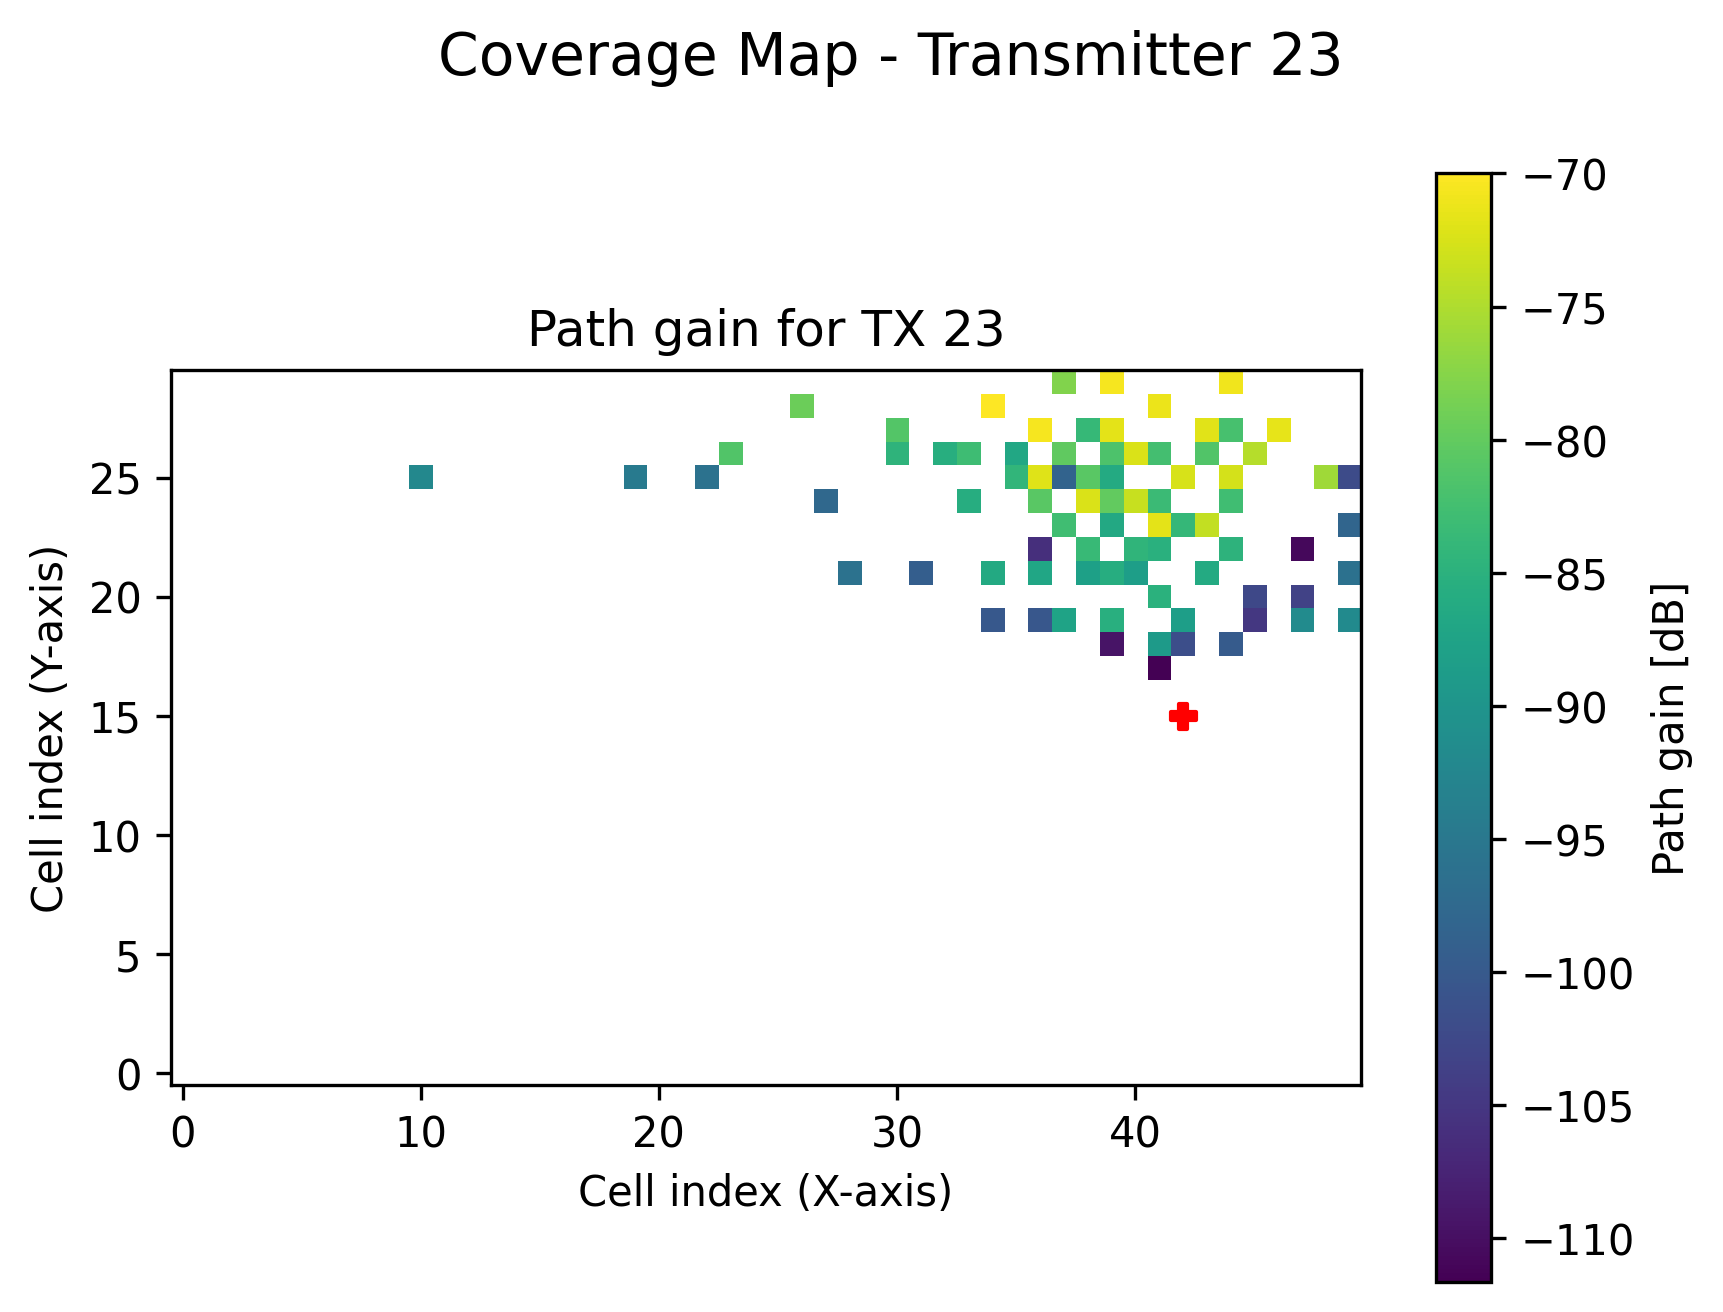 Coverage Map - Transmitter 23
Path gain for TX 23
25
20
15
10
5
0
Cell index (Y-axis)
0 10 20 30 40
Cell index (X-axis)
−70
−75
−80
−85
−90
−95
−100
−105
−110
Path gain [dB]